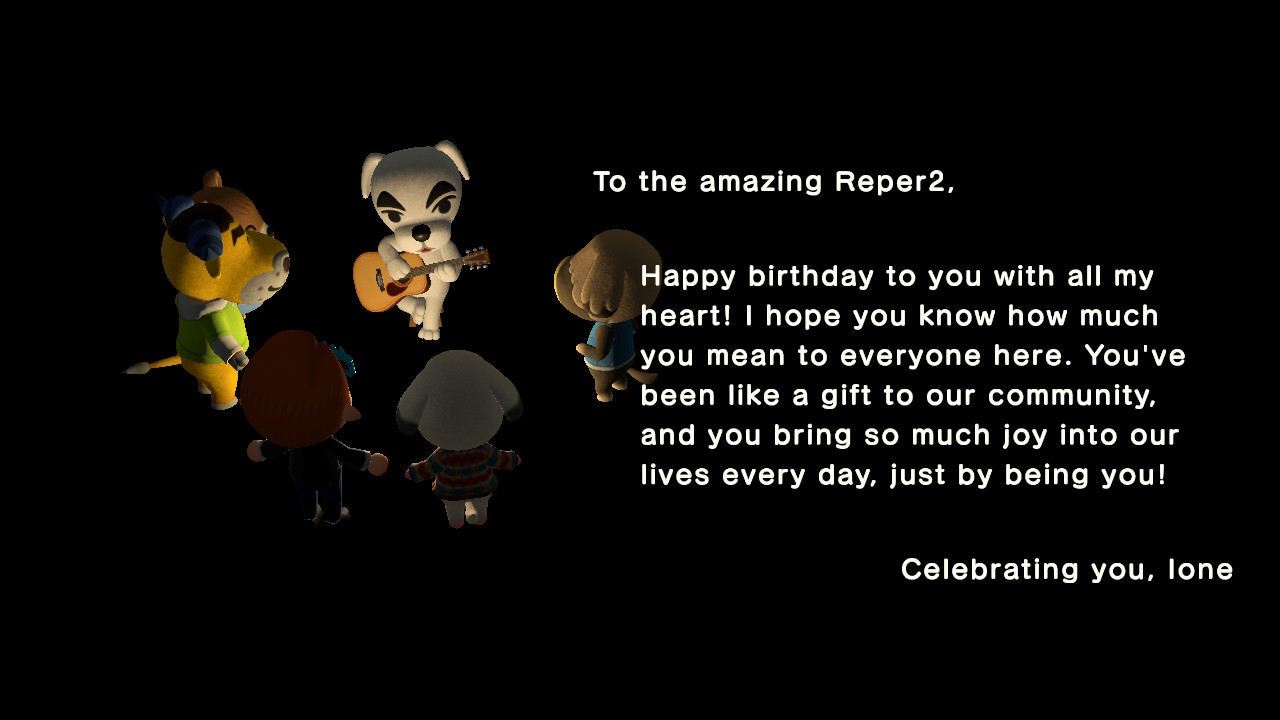 To the amazing Reper2,
Happy birthday to you with all my
heart! I hope you know how much
you mean to everyone here. You've
been like a gift to our community,
and you bring so much joy into our
lives every day, just by being you!
Celebrating you, Ione